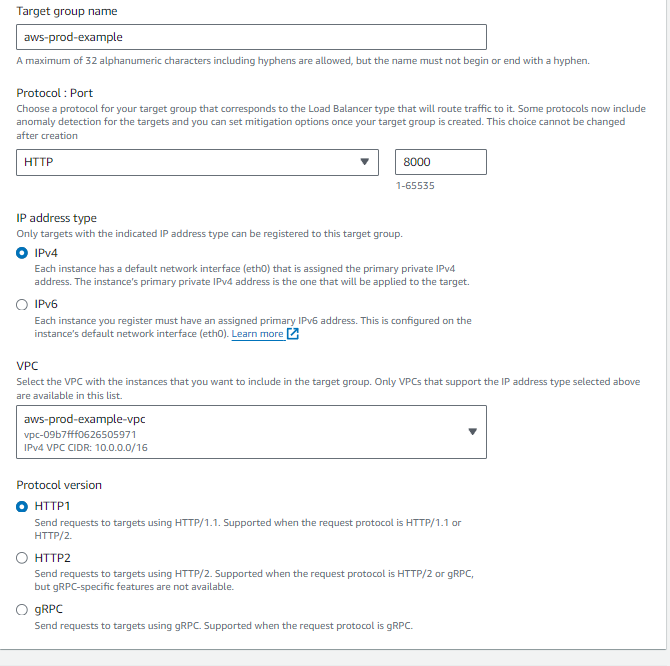 Target group name
aws-prod-example
A maximum of 32 alphanumeric characters including hyphens are allowed, but the name must not begin or end with a hyphen.
Protocol : Port
Choose a protocol for your target group that corresponds to the Load Balancer type that will route traffic to it. Some protocols now include
anomaly detection for the targets and you can set mitigation options once your target group is created. This choice cannot be changed
after creation
HTTP
8000
1-65535
IP address type
Only targets with the indicated IP address type can be registered to this target group.
IPv4
Each instance has a default network interface (eth0) that is assigned the primary private IPv4
address. The instance's primary private IPv4 address is the one that will be applied to the target.
IPv6
Each instance you register must have an assigned primary IPv6 address. This is configured on the
instance's default network interface (eth0). Learn more
VPC
Select the VPC with the instances that you want to include in the target group. Only VPCs that support the IP address type selected above
are available in this list.
aws-prod-example-vpc
vpc-09b7fff0626505971
IPv4 VPC CIDR: 10.0.0.0/16
Protocol version
HTTP1
Send requests to targets using HTTP/1.1. Supported when the request protocol is HTTP/1.1 or
HTTP/2.
HTTP2
Send requests to targets using HTTP/2. Supported when the request protocol is HTTP/2 or gRPC,
but gRPC-specific features are not available.
gRPC
Send requests to targets using gRPC. Supported when the request protocol is gRPC.